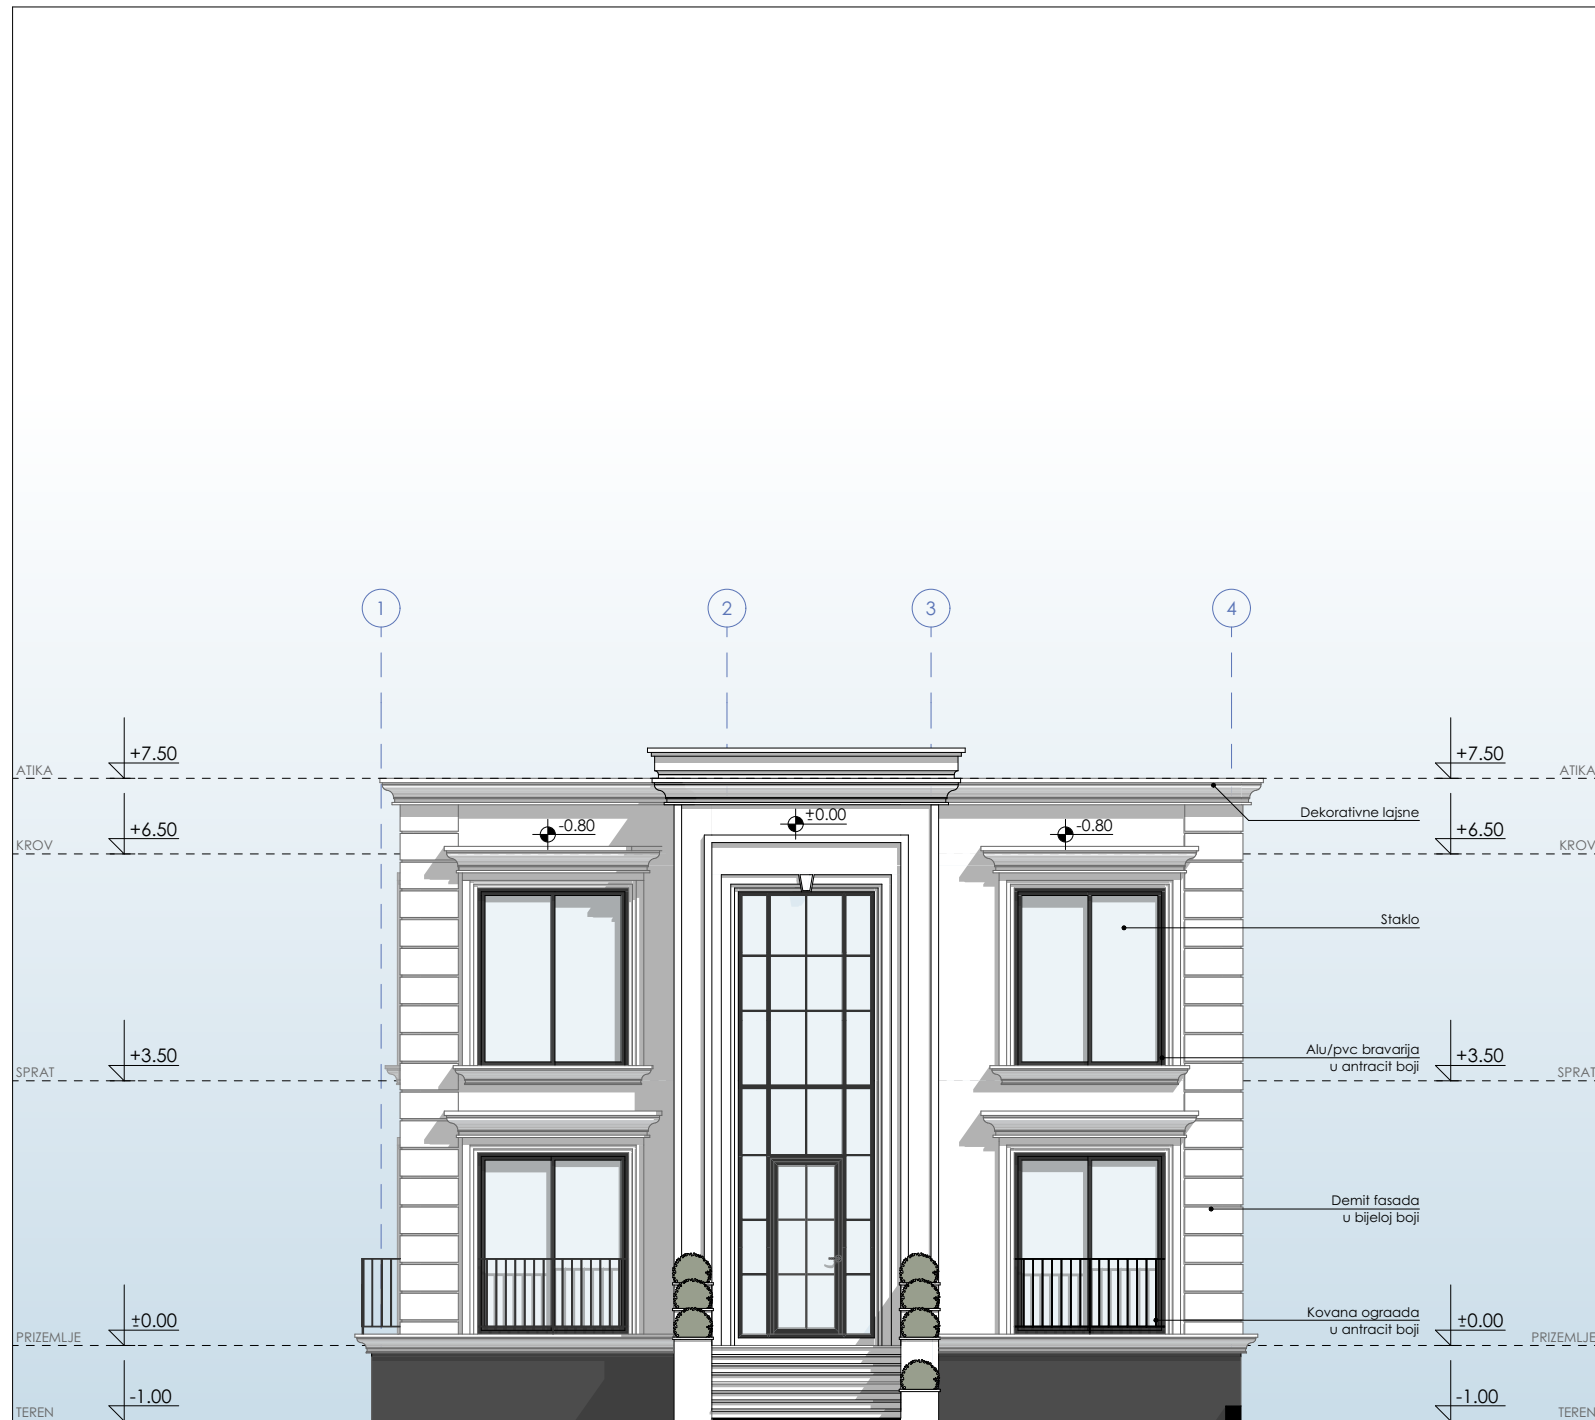 1 2 3 4
+7.50 +7.50
ATIKA ATIKA
Dekorativne lajsne
-0.80 ±0.00 -0.80
+6.50 +6.50
KROV KROV
Staklo
Alu/pvc bravarija
u antracit boji
+3.50 +3.50
SPRAT SPRAT
Demit fasada
u bijeloj boji
Kovana ograada
u antracit boji
±0.00 ±0.00
PRIZEMLJE PRIZEMLJE
-1.00 -1.00
TEREN TEREN